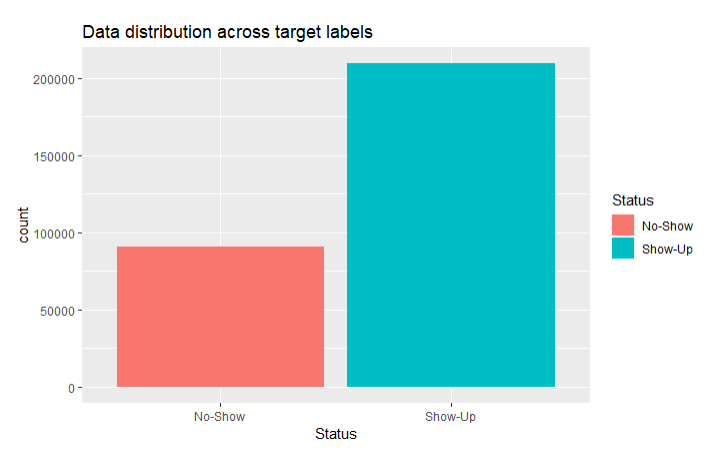 Data distribution across target labels
200000
150000
100000
50000
0
count
No-Show
Show-Up
Status
Status
No-Show
Show-Up